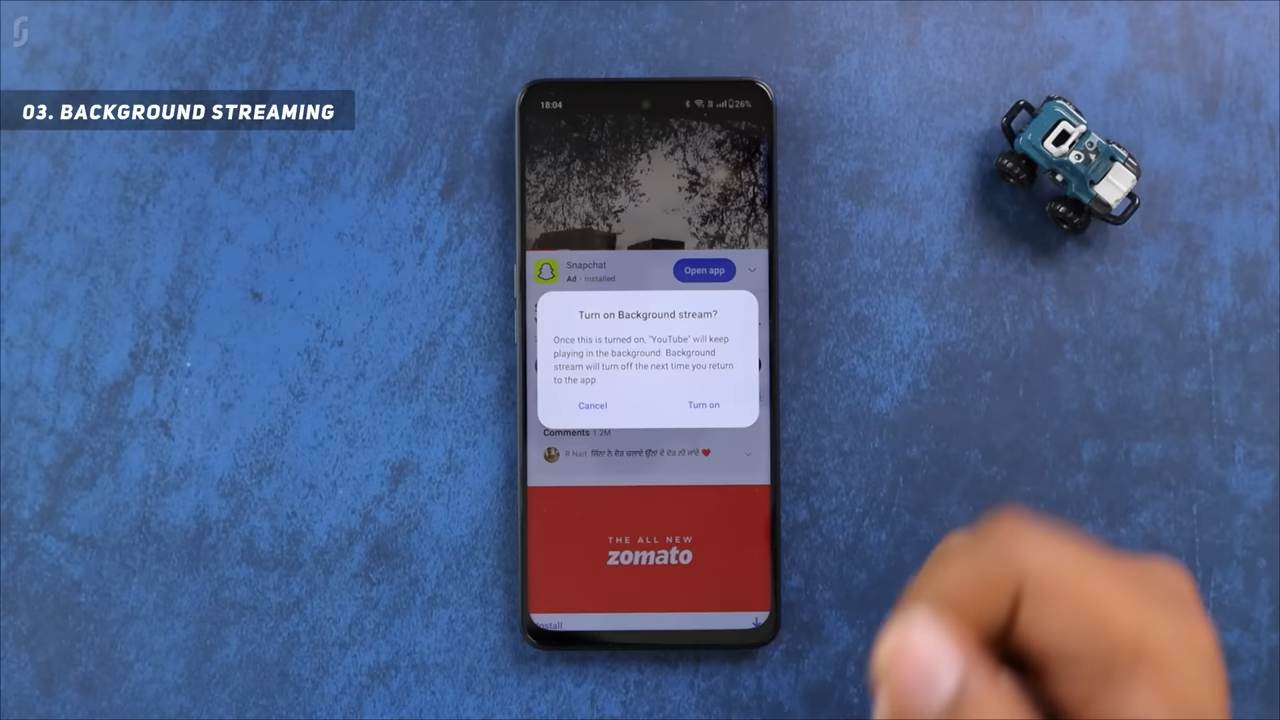 03. BACKGROUND STREAMING
18:04
26%
Snapchat
Ad · Installed
Open app
Turn on Background stream?
Once this is turned on, "YouTube" will keep
playing in the background. Background
stream will turn off the next time you return
to the app.
Cancel
Turn on
Comments 1.2M
R Nait
THE ALL NEW
zomato
Install